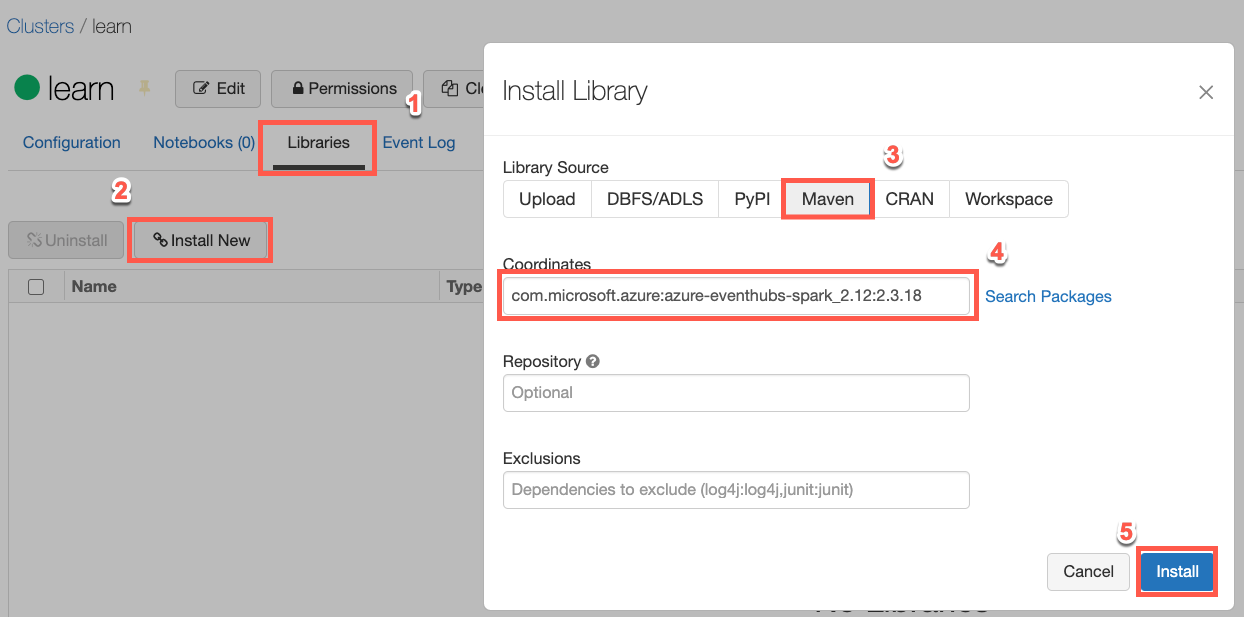 Clusters / learn
learn
Edit
Permissions
Cl
1
Configuration
Notebooks (0)
Libraries
Event Log
2
Uninstall
Install New
Name
Type
Install Library
×
3
Library Source
Upload
DBFS/ADLS
PyPI
Maven
CRAN
Workspace
4
Coordinates
com.microsoft.azure:azure-eventhubs-spark_2.12:2.3.18
Search Packages
Repository ?
Optional
Exclusions
Dependencies to exclude (log4j:log4j,junit:junit)
5
Cancel
Install